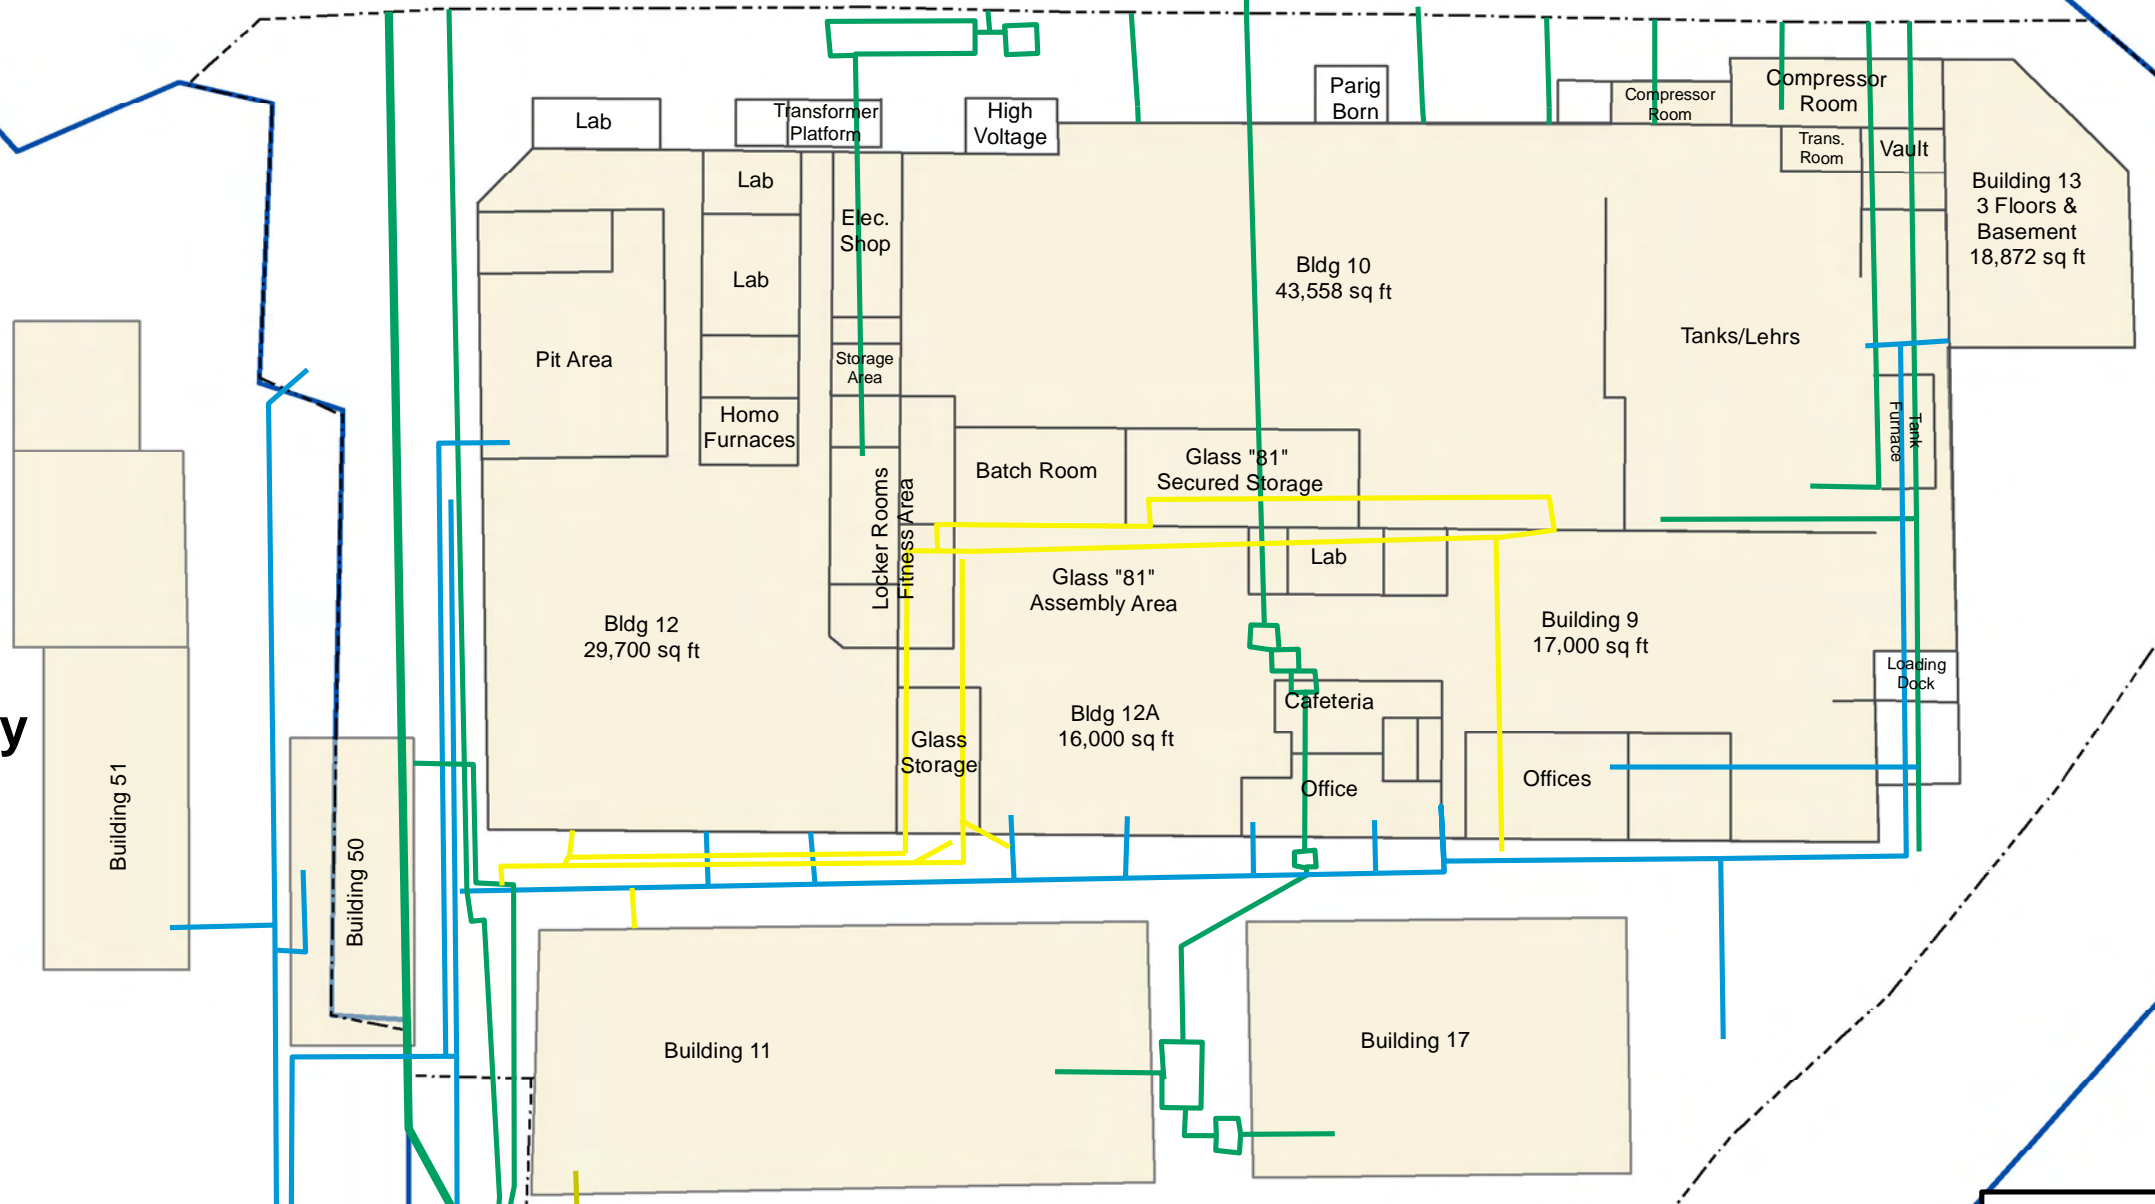 Parig
Born
Compressor
Room
Compressor
Room
Lab
Transformer
Platform
High
Voltage
Trans.
Room
Vault
Lab
Building 13
3 Floors &
Basement
18,872 sq ft
Elec.
Shop
Lab
Bldg 10
43,558 sq ft
Tanks/Lehrs
Pit Area
Storage
Area
Homo
Furnaces
Tank
Furnace
Batch Room
Glass "81"
Secured Storage
Locker Rooms
Fitness Area
Lab
Glass "81"
Assembly Area
Bldg 12
29,700 sq ft
Building 9
17,000 sq ft
Loading
Dock
Cafeteria
y
Bldg 12A
16,000 sq ft
Glass
Storage
Office
Offices
Building 51
Building 50
Building 11
Building 17